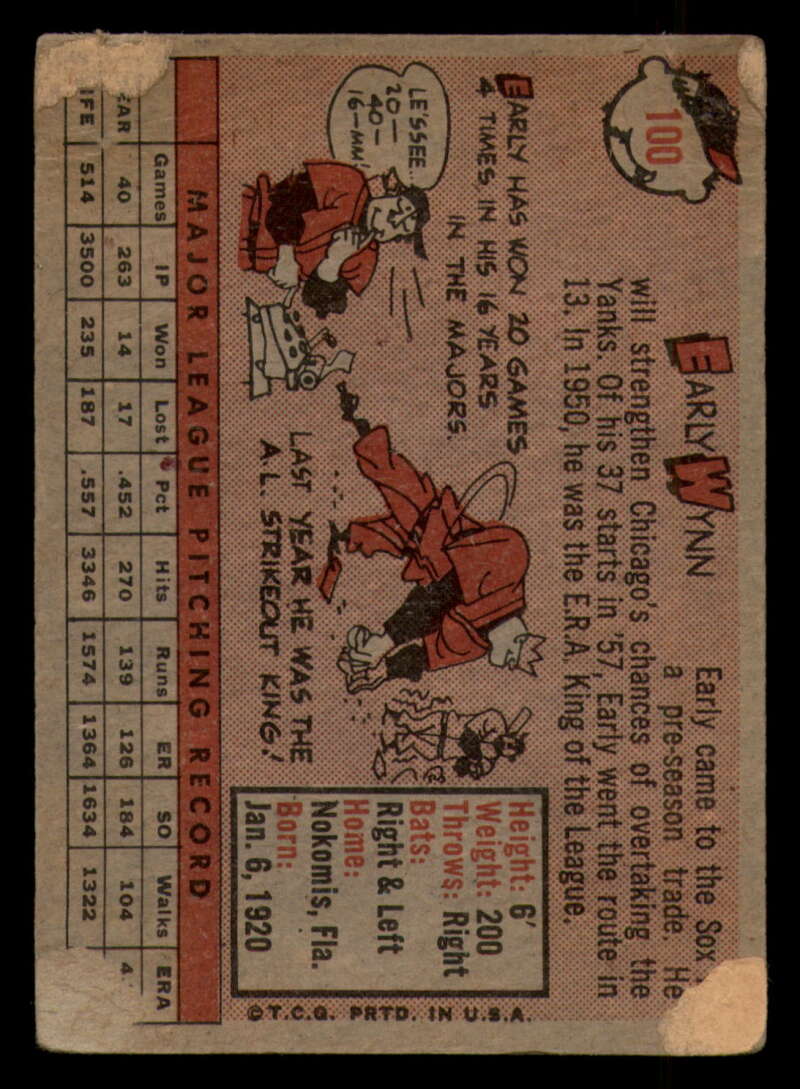 100
EARLY WYNN
Early came to the Sox
a pre-season trade. He
will strengthen Chicago's chances of overtaking the
Yanks. Of his 37 starts in '57, Early went the route in
13. In 1950, he was the E.R.A. King of the League.
EARLY HAS WON 20 GAMES
4 TIMES, IN HIS 16 YEARS
IN THE MAJORS.
LE'SSEE...
20—
40—
16—MM!
LAST YEAR HE WAS THE
A.L. STRIKEOUT KING!
Height: 6'
Weight: 200
Throws: Right
Bats:
Right & Left
Home:
Nokomis, Fla.
Born:
Jan. 6, 1920
©T.C.G. PRTD. IN U.S.A.
MAJOR LEAGUE PITCHING RECORD
Games IP Won Lost Pct Hits Runs ER SO Walks ERA
EAR 40 263 14 17 .452 270 139 126 184 104 4.
IFE 514 3500 235 187 .557 3346 1574 1364 1634 1322